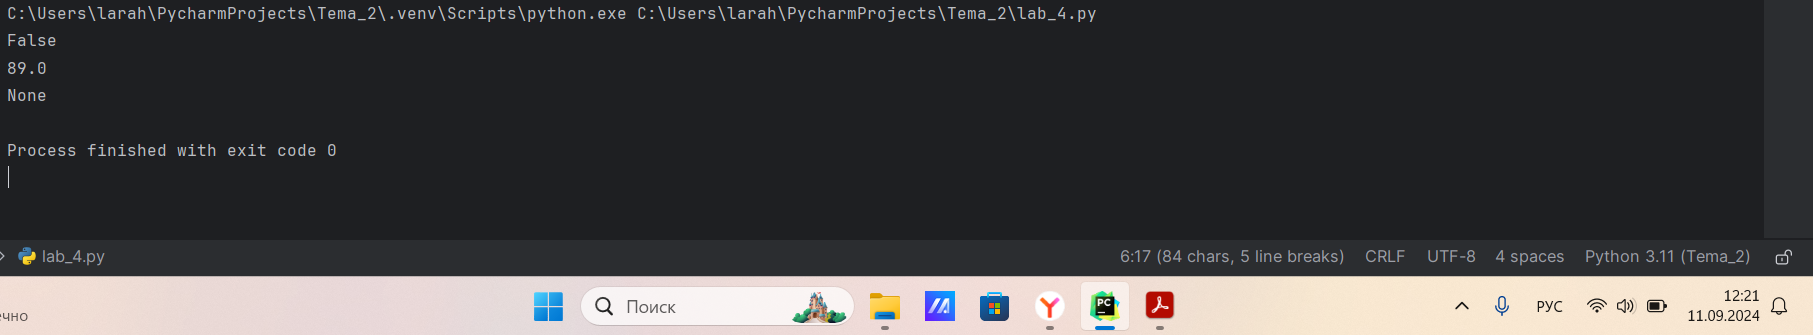 C:\Users\larah\PycharmProjects\Tema_2\.venv\Scripts\python.exe C:\Users\larah\PycharmProjects\Tema_2\lab_4.py
False
89.0
None
Process finished with exit code 0
lab_4.py 6:17 (84 chars, 5 line breaks) CRLF UTF-8 4 spaces Python 3.11 (Tema_2)
ечно Поиск PC РУС 12:21
11.09.2024